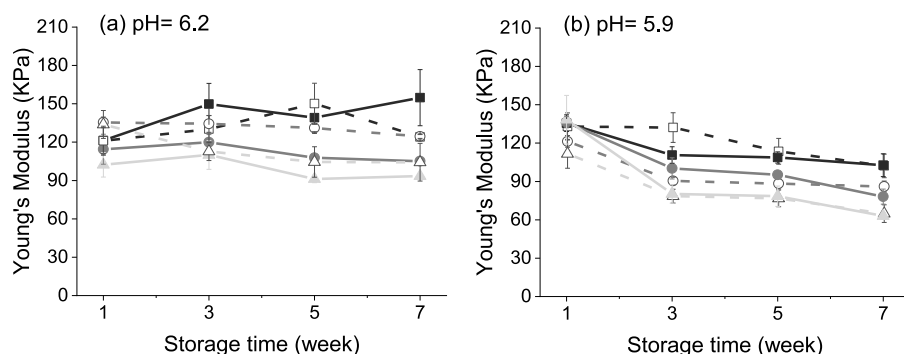 (a) pH= 6.2
Young's Modulus (KPa)
210
180
150
120
90
60
30
0
1 3 5 7
Storage time (week)
(b) pH= 5.9
Young's Modulus (KPa)
210
180
150
120
90
60
30
0
1 3 5 7
Storage time (week)